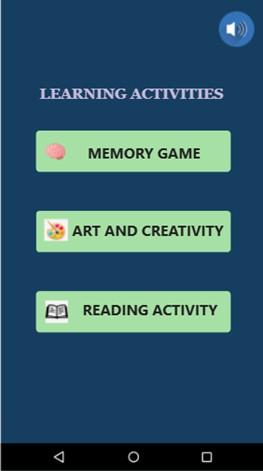 LEARNING ACTIVITIES
MEMORY GAME
ART AND CREATIVITY
READING ACTIVITY